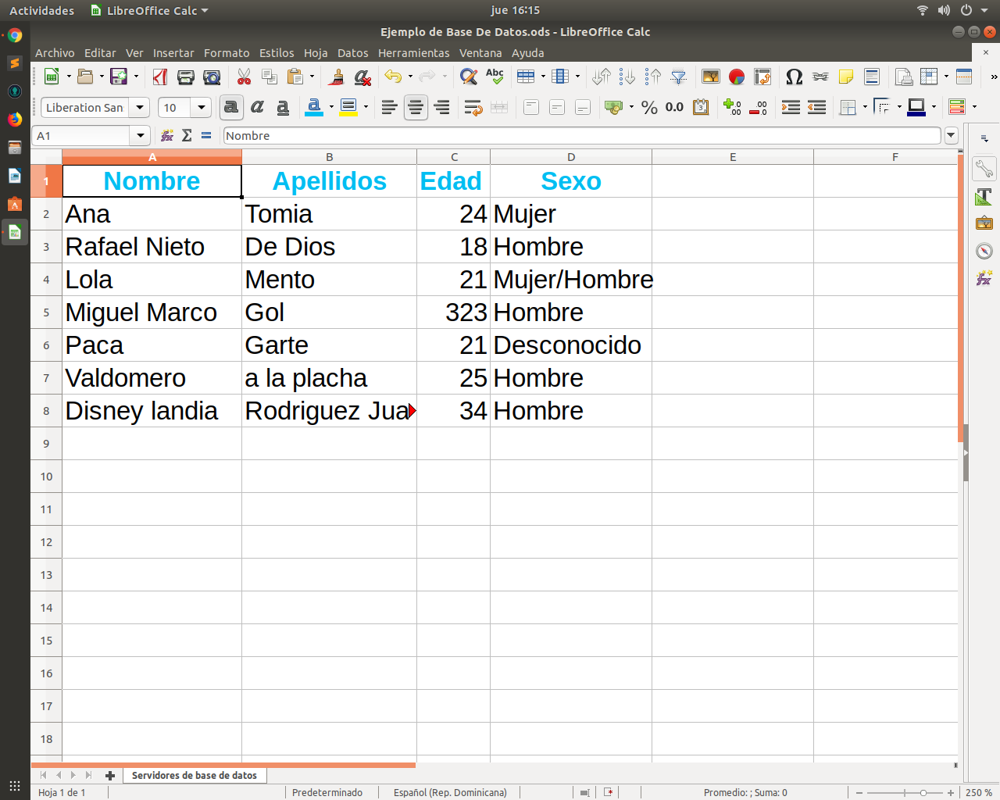 Actividades LibreOffice Calc jue 16:15
Ejemplo de Base De Datos.ods - LibreOffice Calc
Archivo Editar Ver Insertar Formato Estilos Hoja Datos Herramientas Ventana Ayuda
Abc
Liberation San 10 a a a a % 0.0
A1 Nombre
A B C D E F
1 Nombre Apellidos Edad Sexo
2 Ana Tomia 24 Mujer
3 Rafael Nieto De Dios 18 Hombre
4 Lola Mento 21 Mujer/Hombre
5 Miguel Marco Gol 323 Hombre
6 Paca Garte 21 Desconocido
7 Valdomero a la placha 25 Hombre
8 Disney landia Rodriguez Jua 34 Hombre
9
10
11
12
13
14
15
16
17
18
Servidores de base de datos
Hoja 1 de 1 Predeterminado Español (Rep. Dominicana) Promedio: ; Suma: 0 250 %